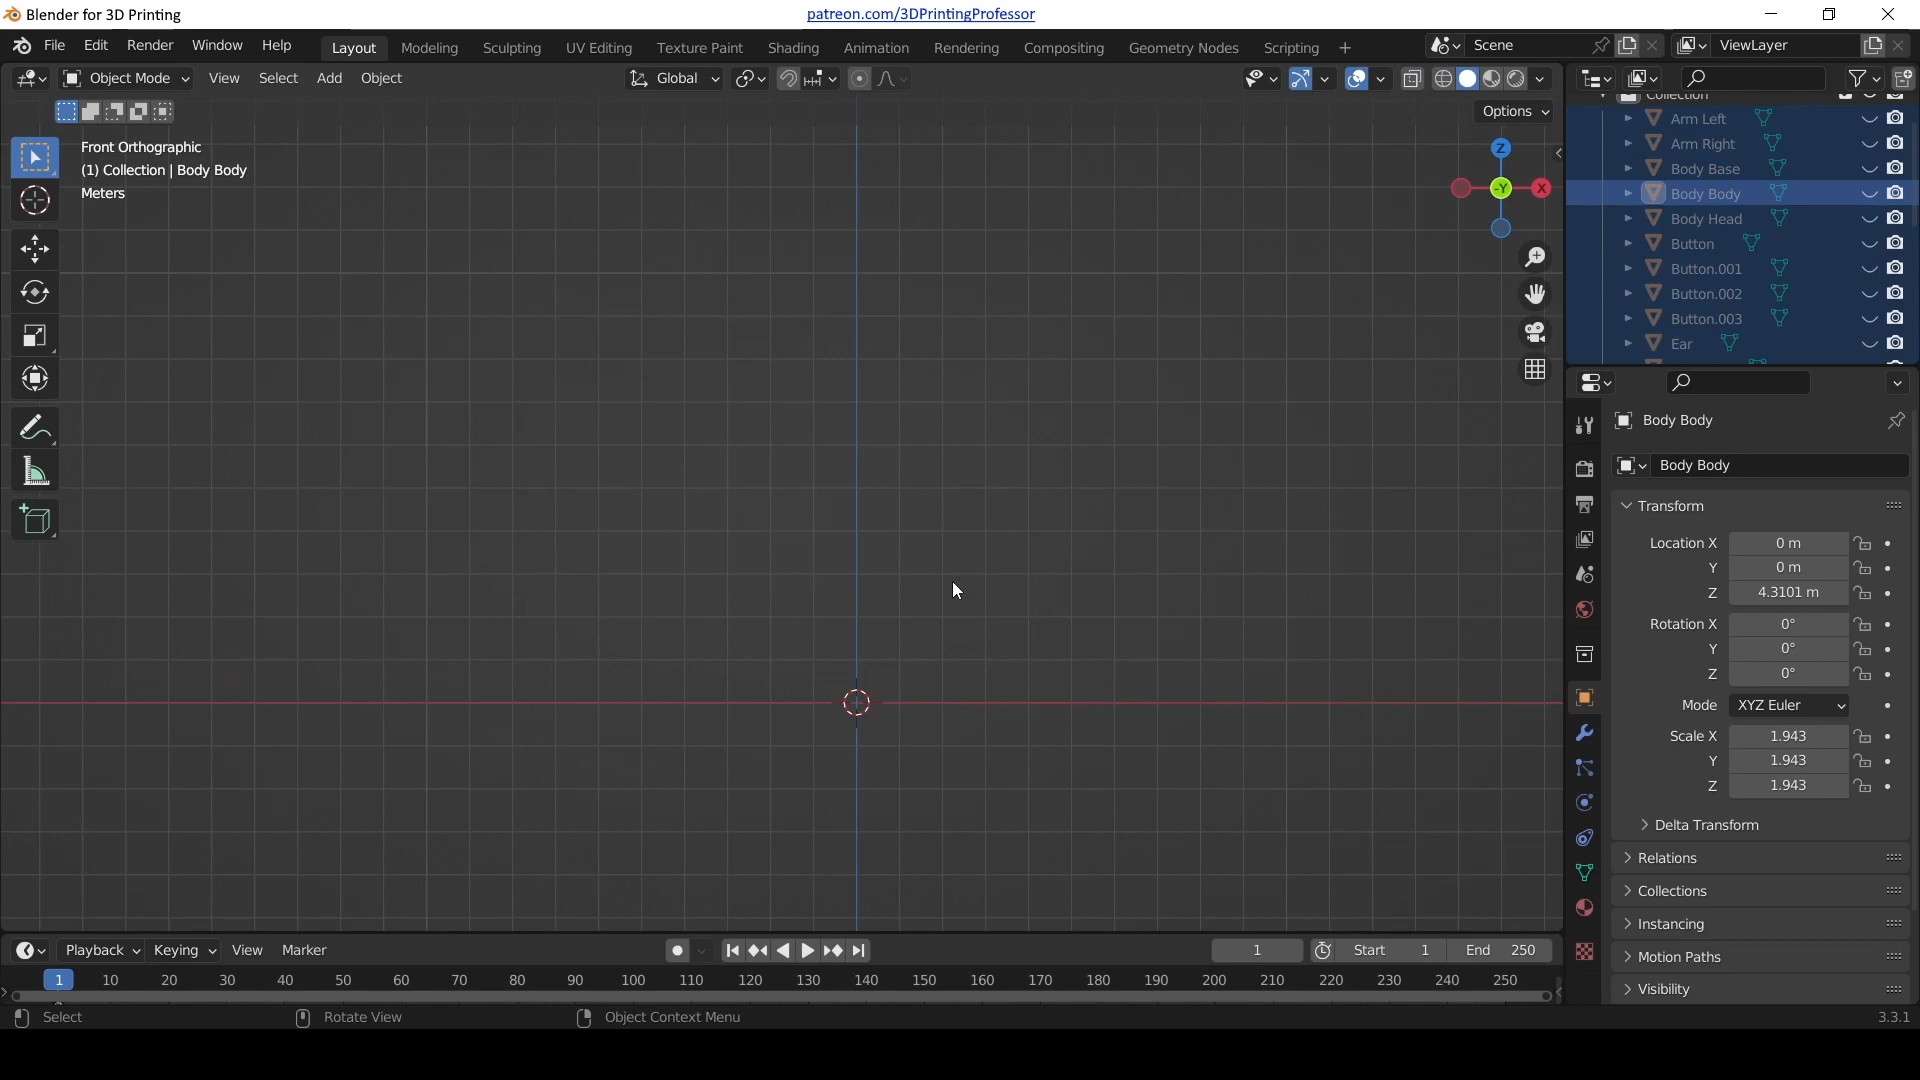 Blender for 3D Printing
patreon.com/3DPrintingProfessor
File Edit Render Window Help
Layout Modeling Sculpting UV Editing Texture Paint Shading Animation Rendering Compositing Geometry Nodes Scripting +
Scene
ViewLayer
Object Mode View Select Add Object
Global
Options
Front Orthographic
(1) Collection | Body Body
Meters
Z
-Y
X
Collection
Arm Left
Arm Right
Body Base
Body Body
Body Head
Button
Button.001
Button.002
Button.003
Ear
Body Body
Body Body
Transform
Location X 0 m
Y 0 m
Z 4.3101 m
Rotation X 0°
Y 0°
Z 0°
Mode XYZ Euler
Scale X 1.943
Y 1.943
Z 1.943
Delta Transform
Relations
Collections
Instancing
Motion Paths
Visibility
Playback Keying View Marker
1
Start 1
End 250
1 10 20 30 40 50 60 70 80 90 100 110 120 130 140 150 160 170 180 190 200 210 220 230 240 250
Select
Rotate View
Object Context Menu
3.3.1